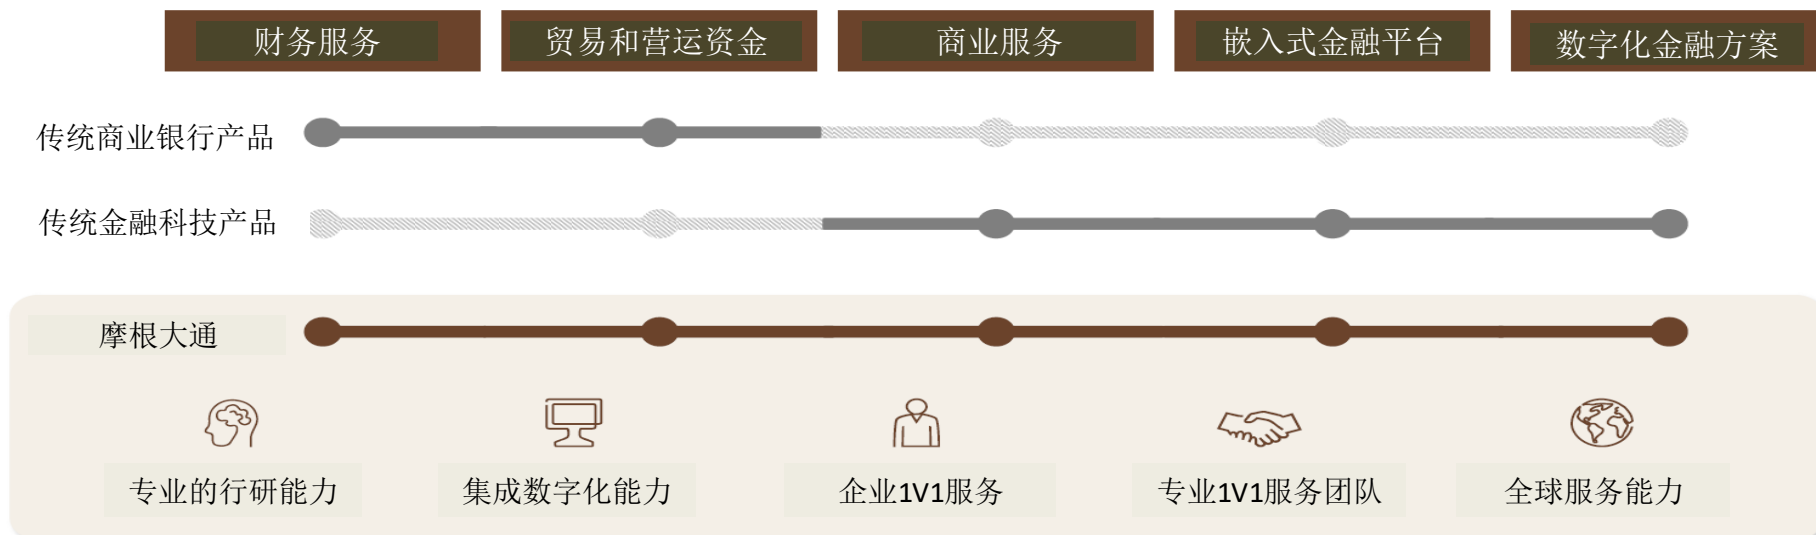 财务服务
贸易和营运资金
商业服务
嵌入式金融平台
数字化金融方案
传统商业银行产品
传统金融科技产品
摩根大通
专业的行研能力
集成数字化能力
企业1V1服务
专业1V1服务团队
全球服务能力